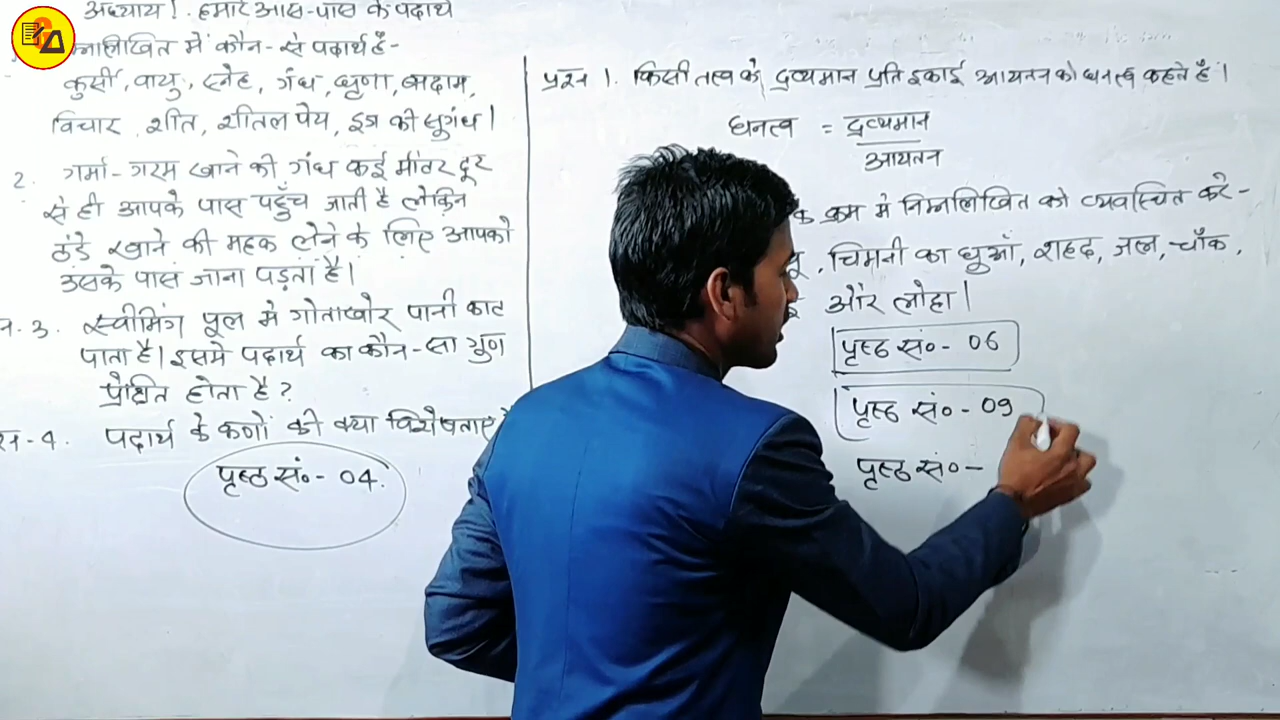 अध्याय 1. हमारे आस-पास के पदार्थ
में कौन-से पदार्थ हैं-
कुर्सी, वायु, स्नेह, गंध, घृणा, बादाम,
विचार, शीत, शीतल पेय, इत्र की सुगंध।
2. गर्मा-गरम खाने की गंध कई मीटर दूर
से ही आपके पास पहुँच जाती है लेकिन
ठंडे खाने की महक लेने के लिए आपको
उसके पास जाना पड़ता है।
3. स्वीमिंग पूल में गोताखोर पानी काट
पाता है। इसमें पदार्थ का कौन-सा गुण
प्रेक्षित होता है?
4. पदार्थ के कणों की क्या विशेषताएँ
पृष्ठ सं०- 04.
प्रश्न 1. किसी तत्व के द्रव्यमान प्रति इकाई आयतन को घनत्व कहते हैं।
घनत्व = द्रव्यमान
आयतन
क्रम में निम्नलिखित को व्यवस्थित करे-
, चिमनी का धुआँ, शहद, जल, चॉक,
और लोहा।
पृष्ठ सं०- 06
पृष्ठ सं०- 09
पृष्ठ सं०-